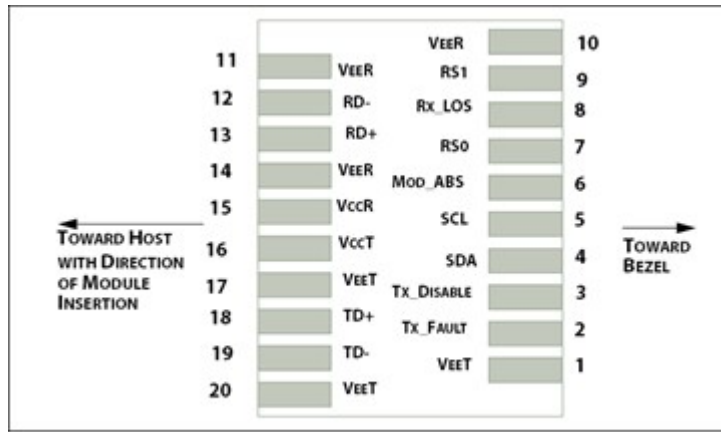 11 VEER
12 RD-
13 RD+
14 VEER
15 VCCR
16 VCCT
17 VEET
18 TD+
19 TD-
20 VEET
VEER 10
RS1 9
RX_LOS 8
RS0 7
MOD_ABS 6
SCL 5
SDA 4
TX_DISABLE 3
TX_FAULT 2
VEET 1
TOWARD HOST
WITH DIRECTION
OF MODULE
INSERTION
TOWARD
BEZEL